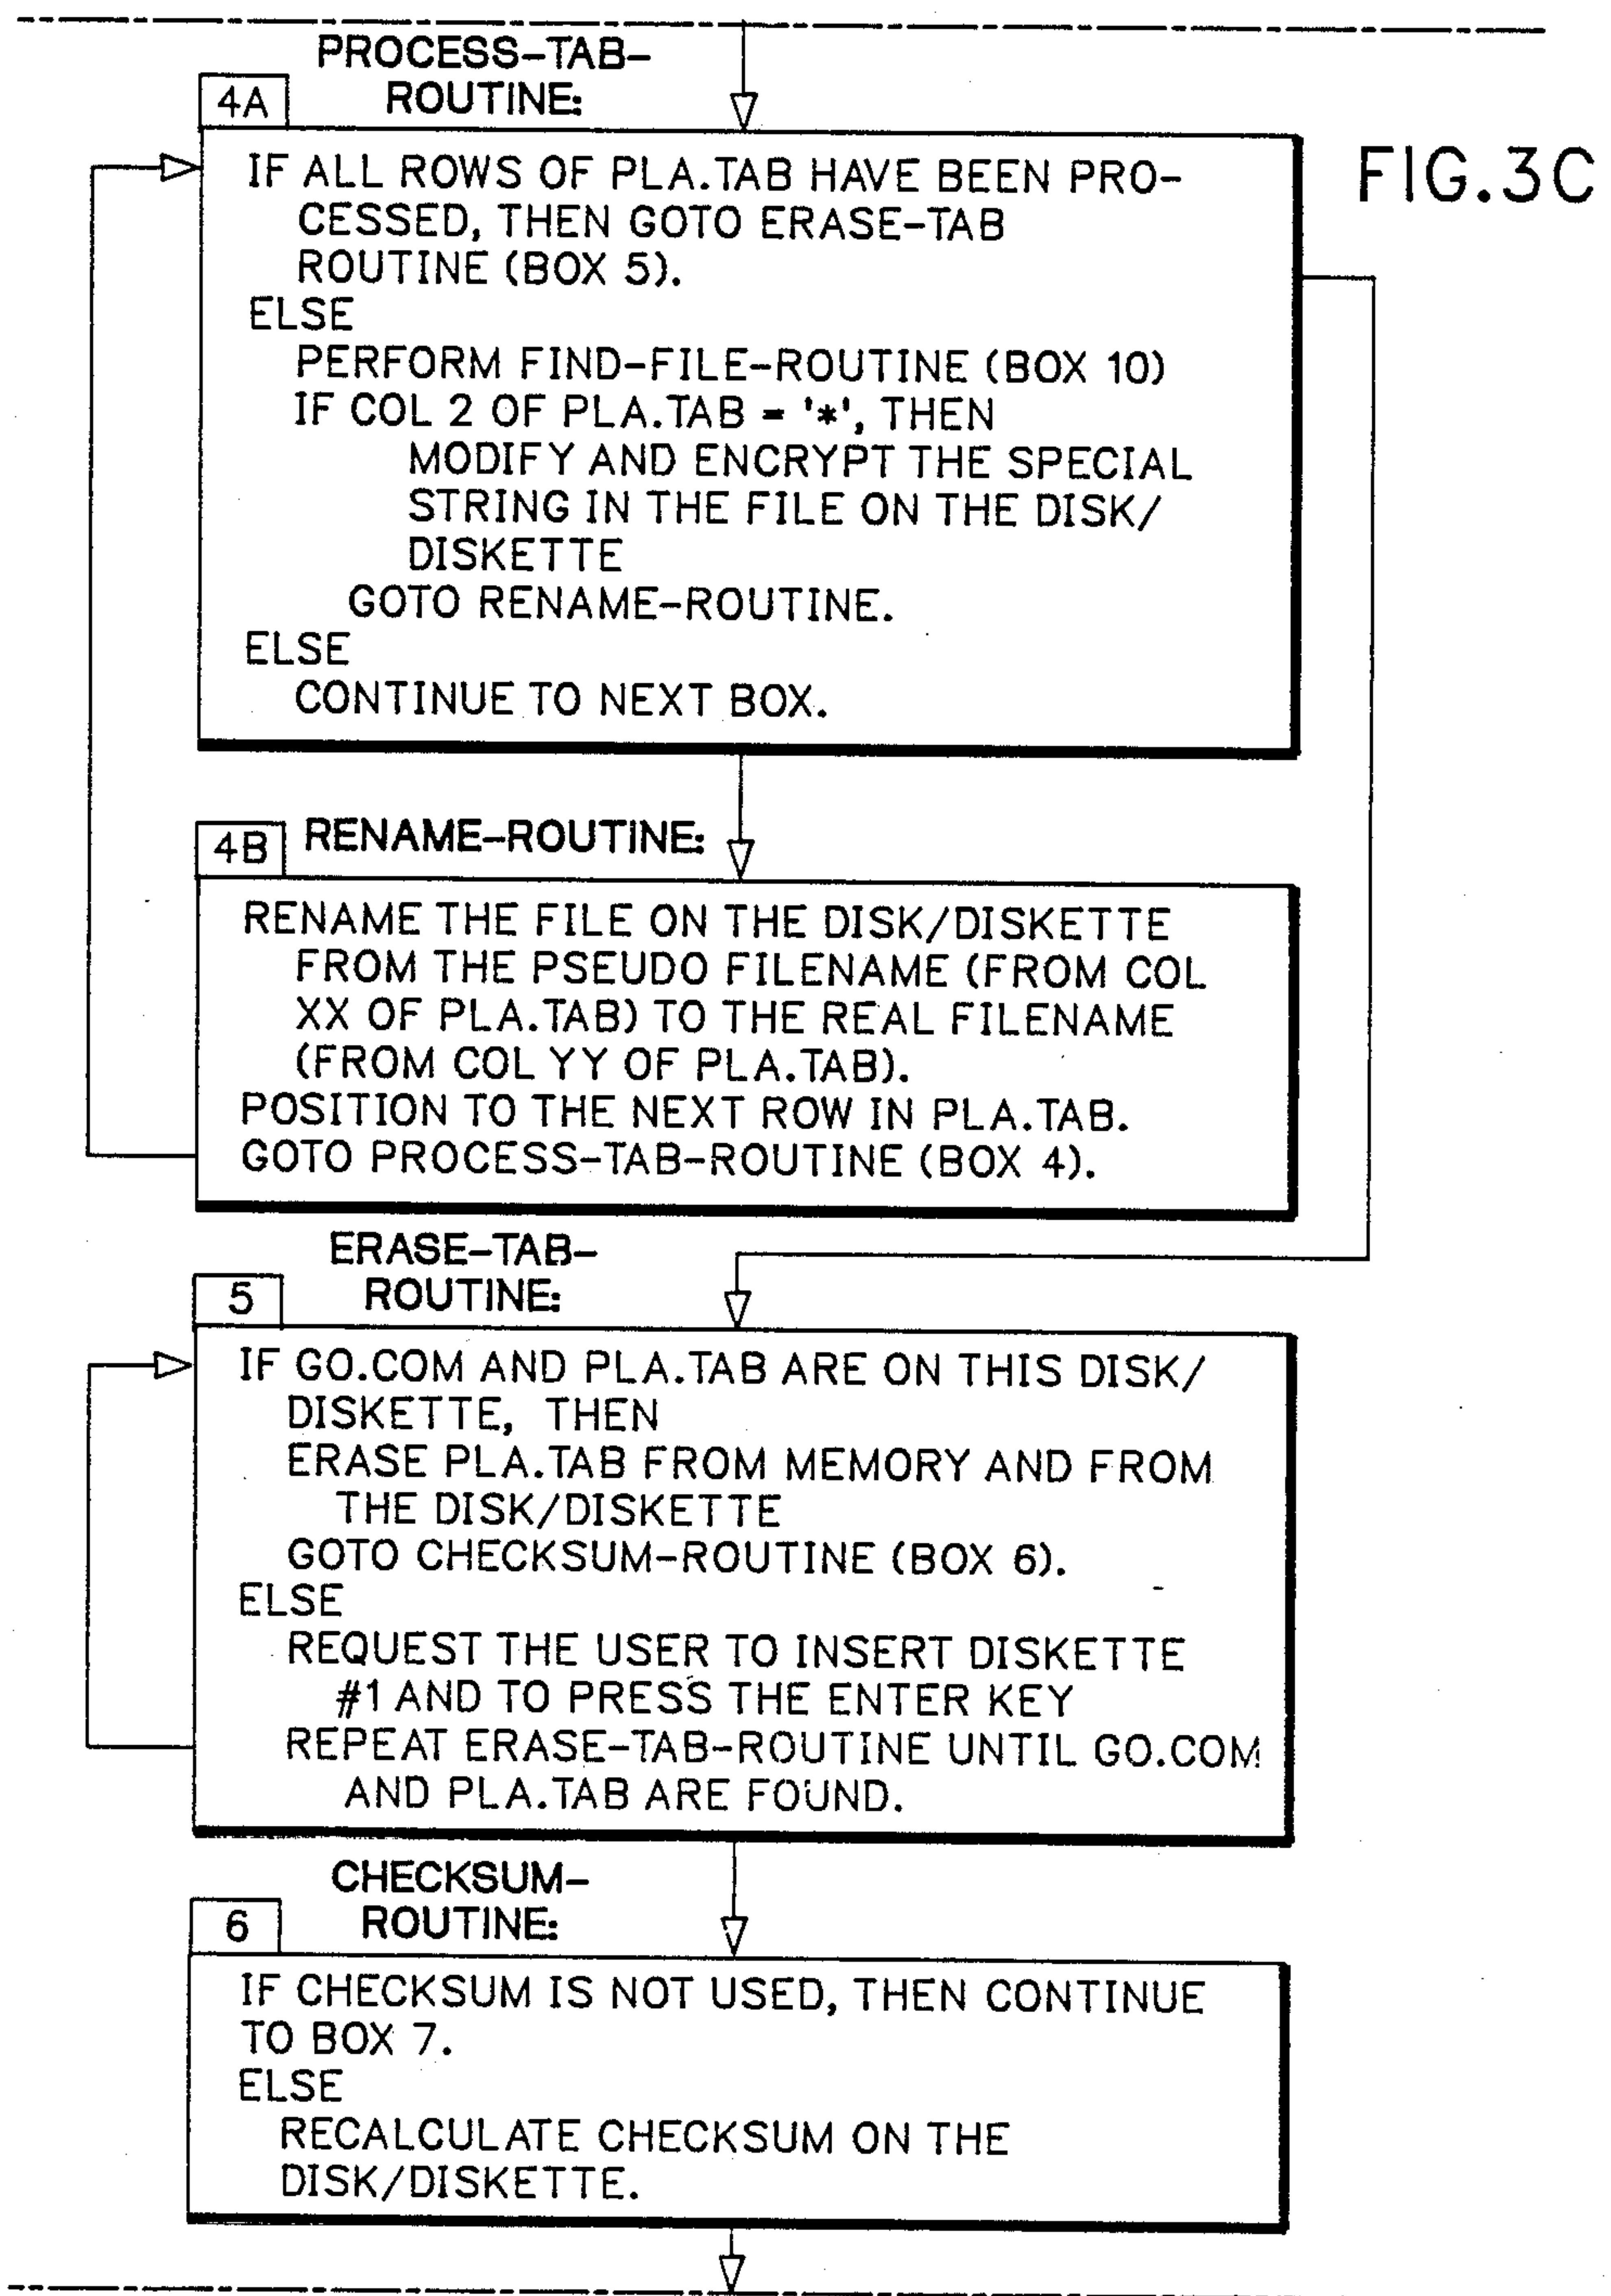 PROCESS-TAB-
ROUTINE:
4A
FIG.3C
IF ALL ROWS OF PLA.TAB HAVE BEEN PRO-
CESSED, THEN GOTO ERASE-TAB
ROUTINE (BOX 5).
ELSE
PERFORM FIND-FILE-ROUTINE (BOX 10)
IF COL 2 OF PLA.TAB = '*', THEN
MODIFY AND ENCRYPT THE SPECIAL
STRING IN THE FILE ON THE DISK/
DISKETTE
GOTO RENAME-ROUTINE.
ELSE
CONTINUE TO NEXT BOX.
4B RENAME-ROUTINE:
RENAME THE FILE ON THE DISK/DISKETTE
FROM THE PSEUDO FILENAME (FROM COL
XX OF PLA.TAB) TO THE REAL FILENAME
(FROM COL YY OF PLA.TAB).
POSITION TO THE NEXT ROW IN PLA.TAB.
GOTO PROCESS-TAB-ROUTINE (BOX 4).
ERASE-TAB-
ROUTINE:
5
IF GO.COM AND PLA.TAB ARE ON THIS DISK/
DISKETTE, THEN
ERASE PLA.TAB FROM MEMORY AND FROM
THE DISK/DISKETTE
GOTO CHECKSUM-ROUTINE (BOX 6).
ELSE
REQUEST THE USER TO INSERT DISKETTE
#1 AND TO PRESS THE ENTER KEY
REPEAT ERASE-TAB-ROUTINE UNTIL GO.COM
AND PLA.TAB ARE FOUND.
CHECKSUM-
ROUTINE:
6
IF CHECKSUM IS NOT USED, THEN CONTINUE
TO BOX 7.
ELSE
RECALCULATE CHECKSUM ON THE
DISK/DISKETTE.